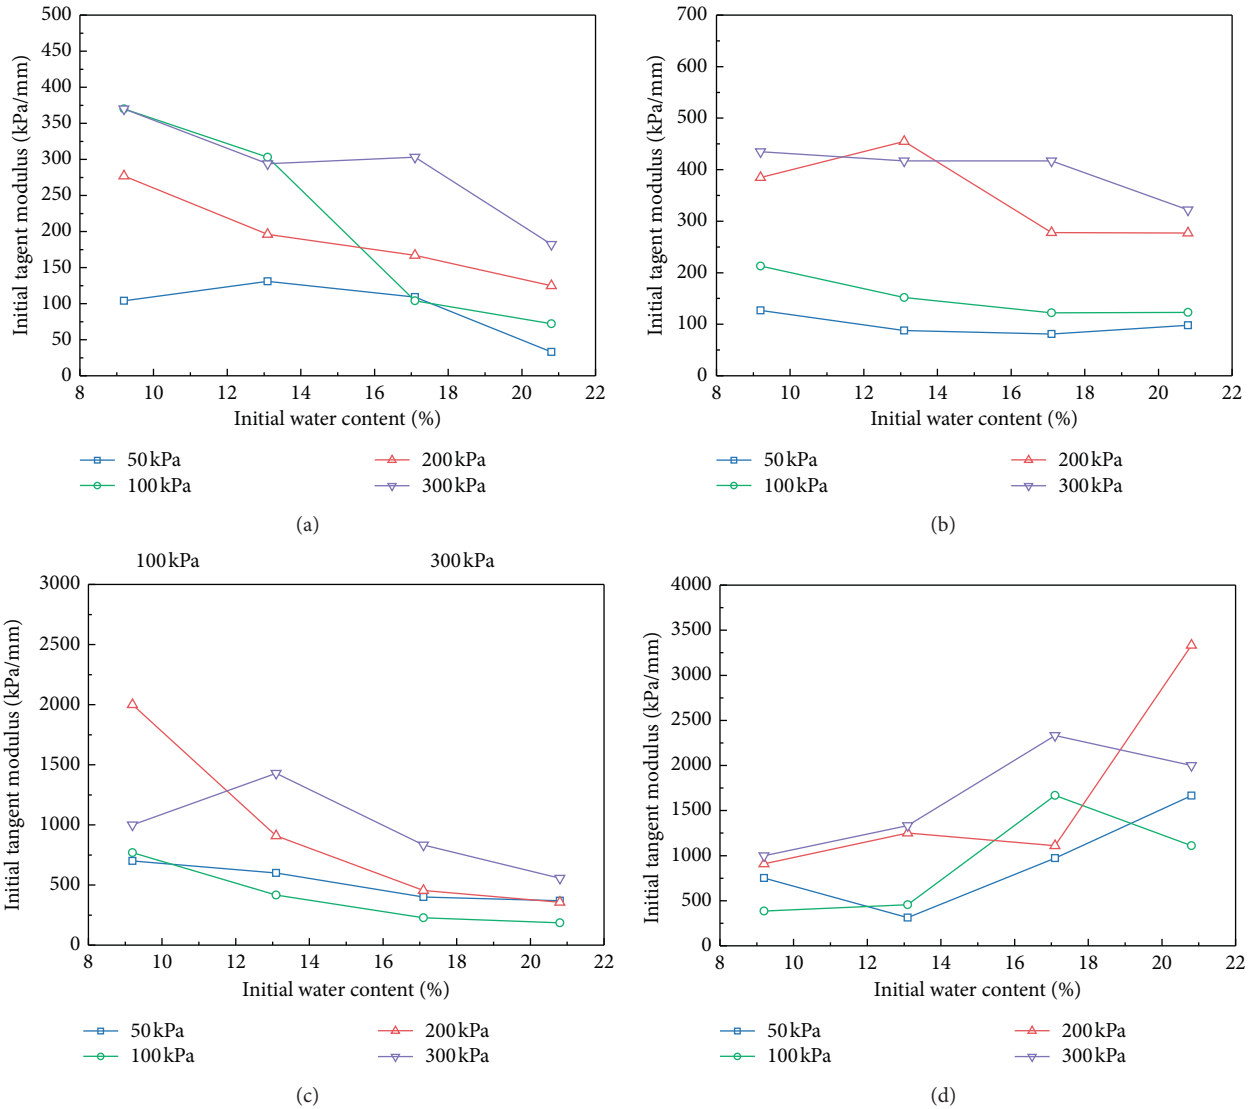 500
450
400
350
300
250
200
150
100
50
0
Initial tagent modulus (kPa/mm)
8 10 12 14 16 18 20 22
Initial water content (%)
50 kPa 200 kPa
100 kPa 300 kPa
(a)
700
600
500
400
300
200
100
0
Initial tagent modulus (kPa/mm)
8 10 12 14 16 18 20 22
Initial water content (%)
50 kPa 200 kPa
100 kPa 300 kPa
(b)
100 kPa 300 kPa
3000
2500
2000
1500
1000
500
0
Initial tangent modulus (kPa/mm)
8 10 12 14 16 18 20 22
Initial water content (%)
50 kPa 200 kPa
100 kPa 300 kPa
(c)
4000
3500
3000
2500
2000
1500
1000
500
0
Initial tangent modulus (kPa/mm)
8 10 12 14 16 18 20 22
Initial water content (%)
50 kPa 200 kPa
100 kPa 300 kPa
(d)